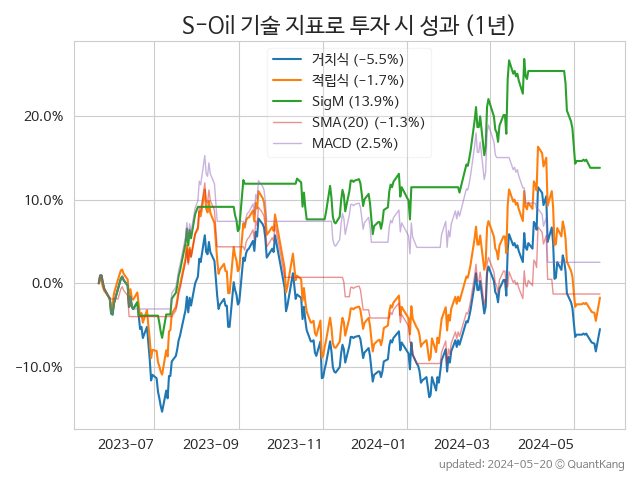 S-Oil 기술 지표로 투자 시 성과 (1년)
거치식 (−5.5%)
적립식 (−1.7%)
SigM (13.9%)
SMA(20) (−1.3%)
MACD (2.5%)
20.0%
10.0%
0.0%
−10.0%
2023-07 2023-09 2023-11 2024-01 2024-03 2024-05
updated: 2024-05-20 © QuantKang